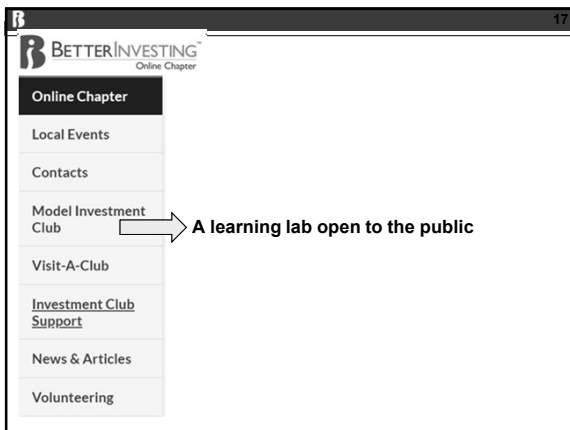 17
BETTERINVESTING™
Online Chapter
Online Chapter
Local Events
Contacts
Model Investment
Club
A learning lab open to the public
Visit-A-Club
Investment Club
Support
News & Articles
Volunteering